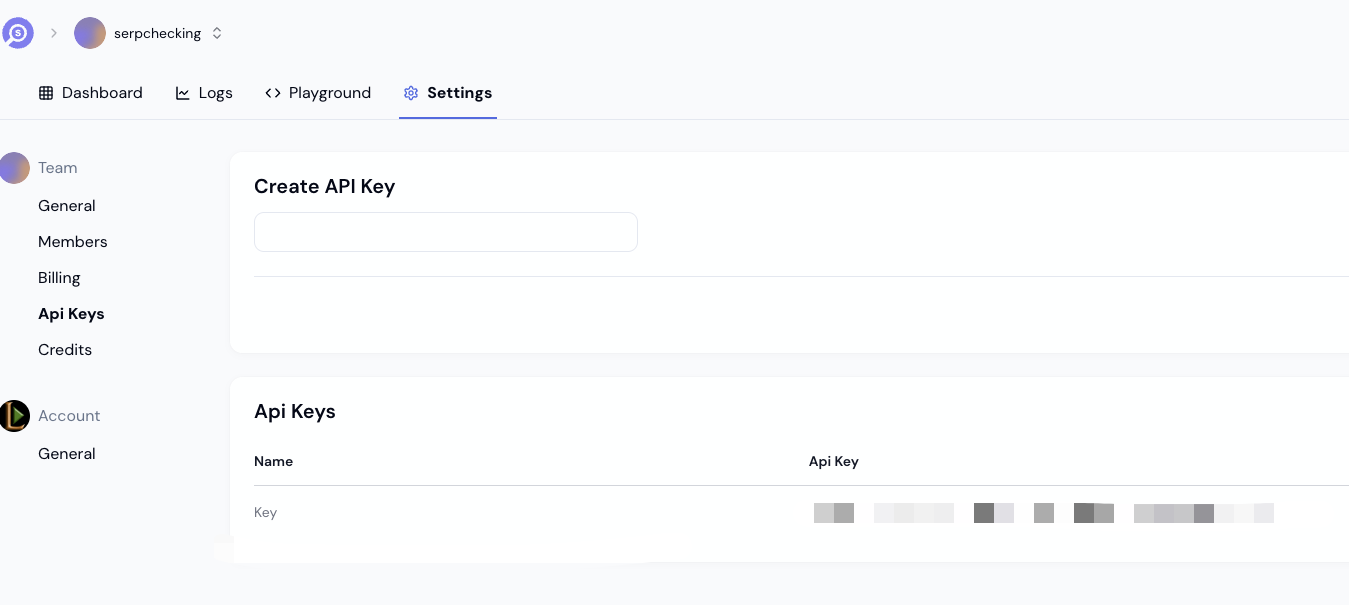 serpchecking
Dashboard Logs Playground Settings
Team
General
Members
Billing
Api Keys
Credits
Account
General
Create API Key
Api Keys
Name Api Key
Key